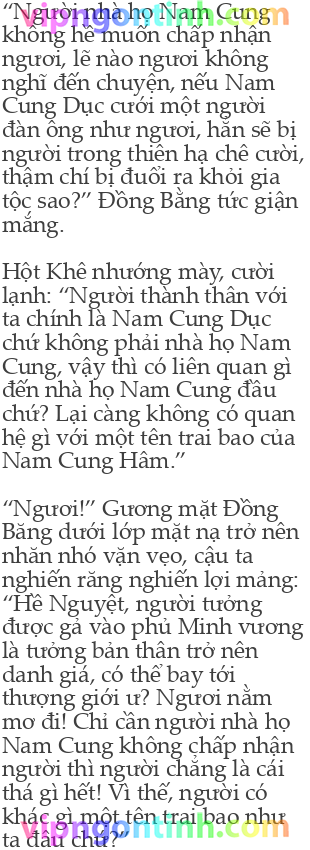 “Người nhà họ Nam Cung
không hề muốn chấp nhận
ngươi, lẽ nào ngươi không
nghĩ đến chuyện, nếu Nam
Cung Dục cưới một người
đàn ông như ngươi, hắn sẽ bị
người trong thiên hạ chê cười,
thậm chí bị đuổi ra khỏi gia
tộc sao?” Đồng Bằng tức giận
mắng.
Hột Khê nhướng mày, cười
lạnh: “Người thành thân với
ta chính là Nam Cung Dục
chứ không phải nhà họ Nam
Cung, vậy thì có liên quan gì
đến nhà họ Nam Cung đâu
chứ? Lại càng không có quan
hệ gì với một tên trai bao của
Nam Cung Hâm.”
“Ngươi!” Gương mặt Đồng
Băng dưới lớp mặt nạ trở nên
nhăn nhó vặn vẹo, cậu ta
nghiến răng nghiến lợi mảng:
“Hề Nguyệt, người tưởng
được gả vào phủ Minh vương
là tưởng bản thân trở nên
danh giá, có thể bay tới
thượng giới ư? Ngươi nằm
mơ đi! Chỉ cần người nhà họ
Nam Cung không chấp nhận
người thì người chẳng là cái
thá gì hết! Vì thế, người có
khác gì một tên trai bao như
ta đâu chứ?”
vipngontinh.com
vipngontinh.com